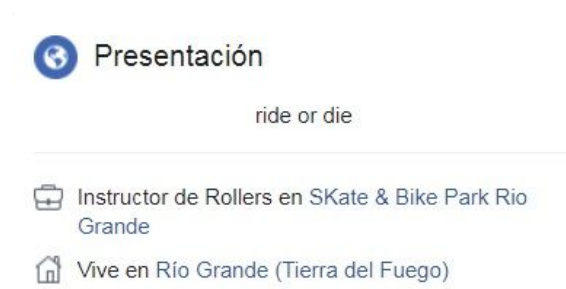 Presentación
ride or die
Instructor de Rollers en SKate & Bike Park Rio
Grande
Vive en Río Grande (Tierra del Fuego)